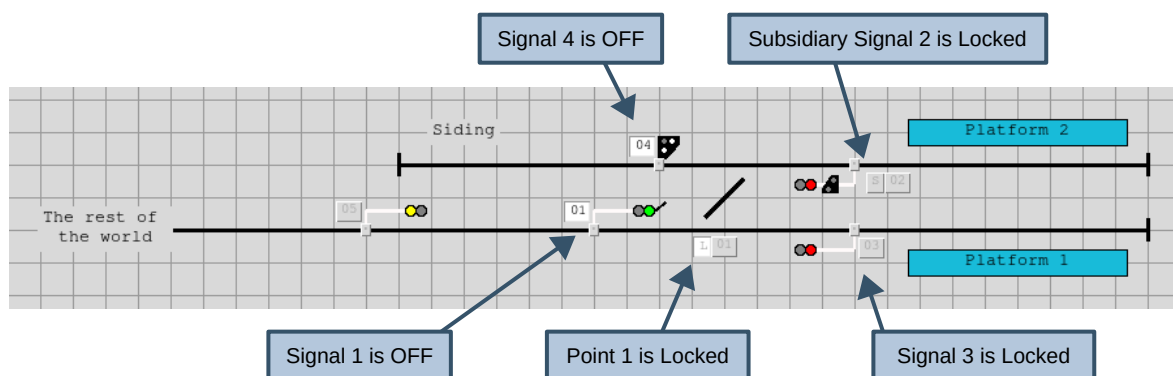 Signal 4 is OFF
Subsidiary Signal 2 is Locked
Siding
04
Platform 2
S 02
05
01
The rest of
the world
L 01
03
Platform 1
Signal 1 is OFF
Point 1 is Locked
Signal 3 is Locked